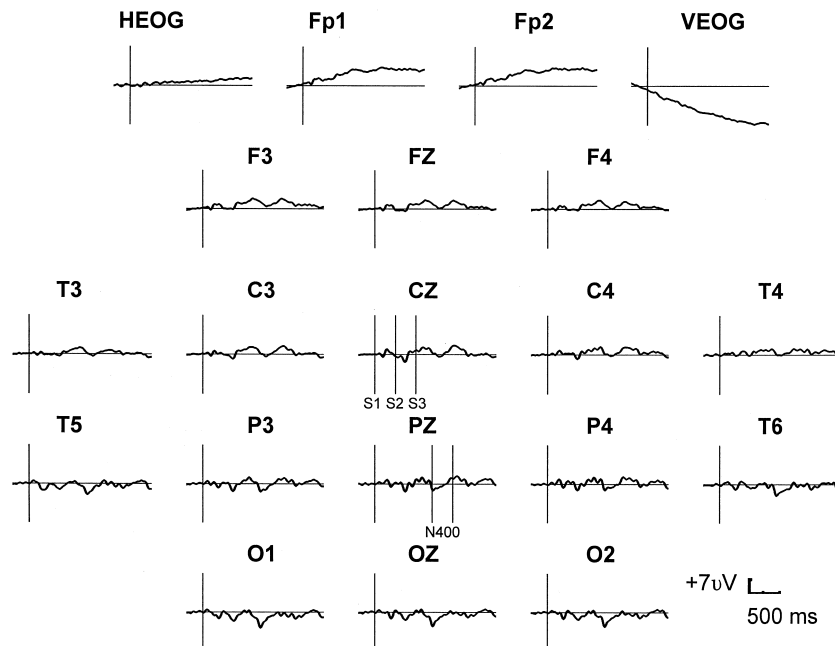 HEOG Fp1 Fp2 VEOG
F3 FZ F4
T3 C3 CZ C4 T4
S1 S2 S3
T5 P3 PZ P4 T6
N400
O1 OZ O2
+7υV
500 ms